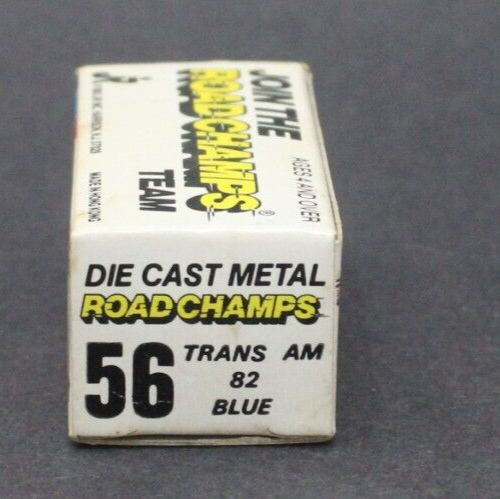 JOIN THE
ROAD CHAMPS®
TEAM
AGES 4 AND OVER
MADE IN HONG KONG
DIE CAST METAL
ROAD CHAMPS
56
TRANS AM
82
BLUE